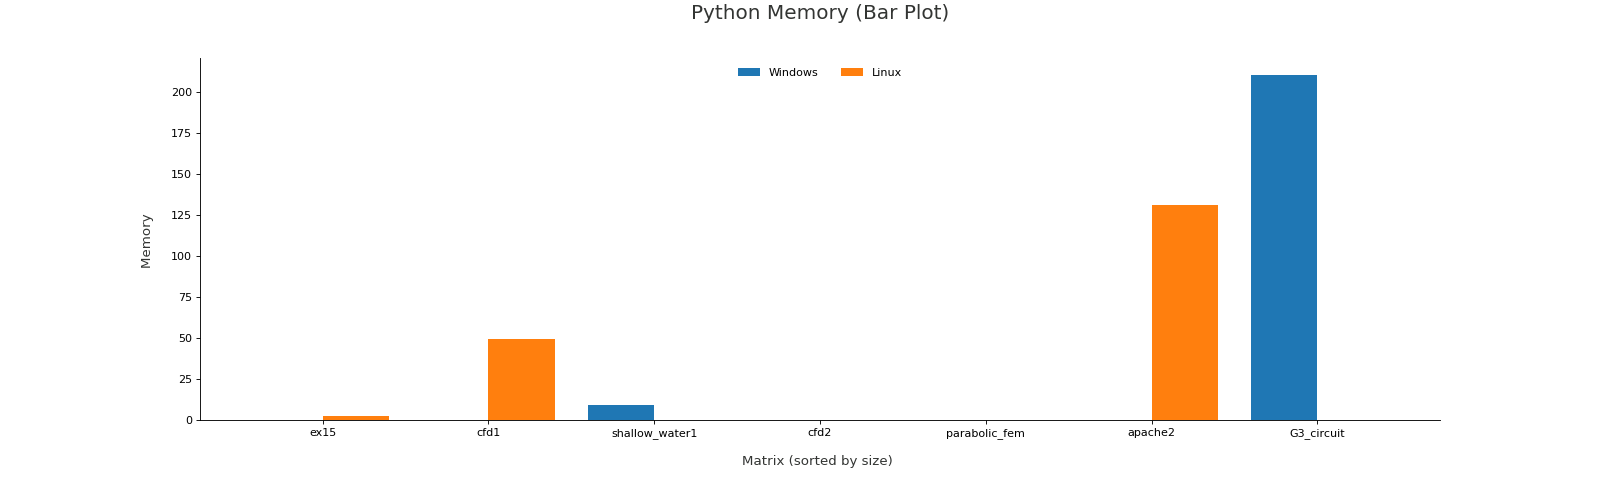 Python Memory (Bar Plot)
Windows Linux
200
175
150
125
100
75
50
25
0
Memory
ex15 cfd1 shallow_water1 cfd2 parabolic_fem apache2 G3_circuit
Matrix (sorted by size)